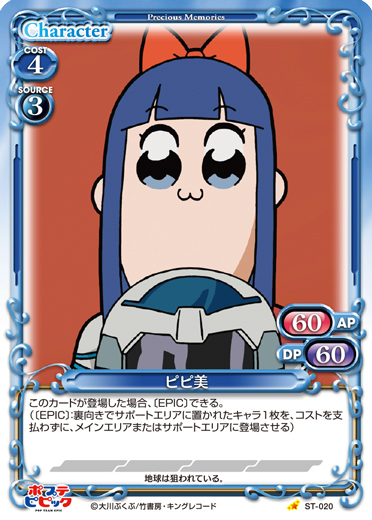 Precious Memories
Character
COST
4
SOURCE
3
60 AP
DP 60
ピピ美
このカードが登場した場合、〔EPIC〕できる。
（〔EPIC〕：裏向きでサポートエリアに置かれたキャラ1枚を、コストを支
払わずに、メインエリアまたはサポートエリアに登場させる）
地球は狙われている。
ポプテ
ピピック
POP TEAM EPIC
©大川ぶくぶ/竹書房・キングレコード
ST-020